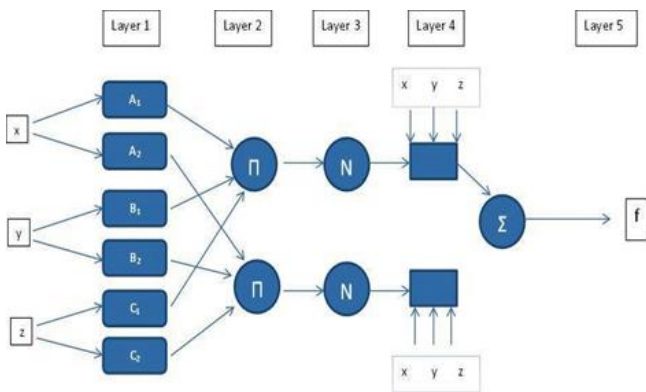 Layer 1 Layer 2 Layer 3 Layer 4 Layer 5
x y z
A₁
x
A₂
Π N
B₁
y
B₂
Σ f
Π N
C₁
z
C₂
x y z